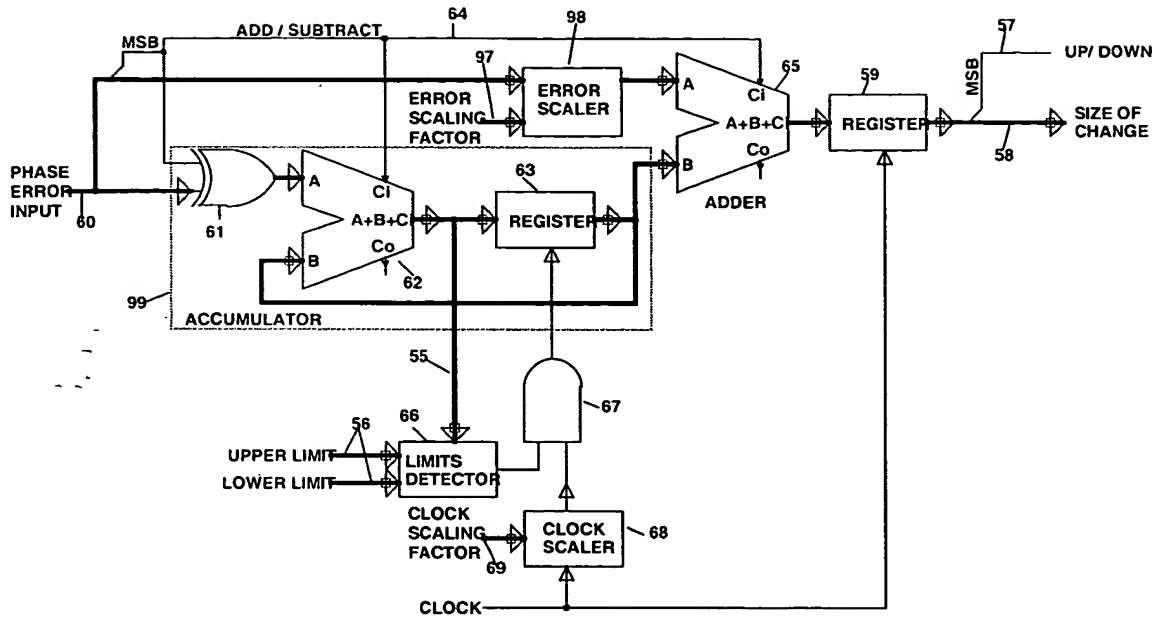 64
98
57
MSB
ADD / SUBTRACT
UP/ DOWN
97
65
59
MSB
A
Ci
ERROR
SCALING
FACTOR
ERROR
SCALER
A+B+C
REGISTER
SIZE OF
CHANGE
58
PHASE
ERROR
INPUT
60
61
A
Ci
A+B+C
B
Co
62
63
REGISTER
B
Co
ADDER
99
ACCUMULATOR
55
67
56
66
UPPER LIMIT
LOWER LIMIT
LIMITS
DETECTOR
CLOCK
SCALING
FACTOR
69
CLOCK
SCALER
68
CLOCK